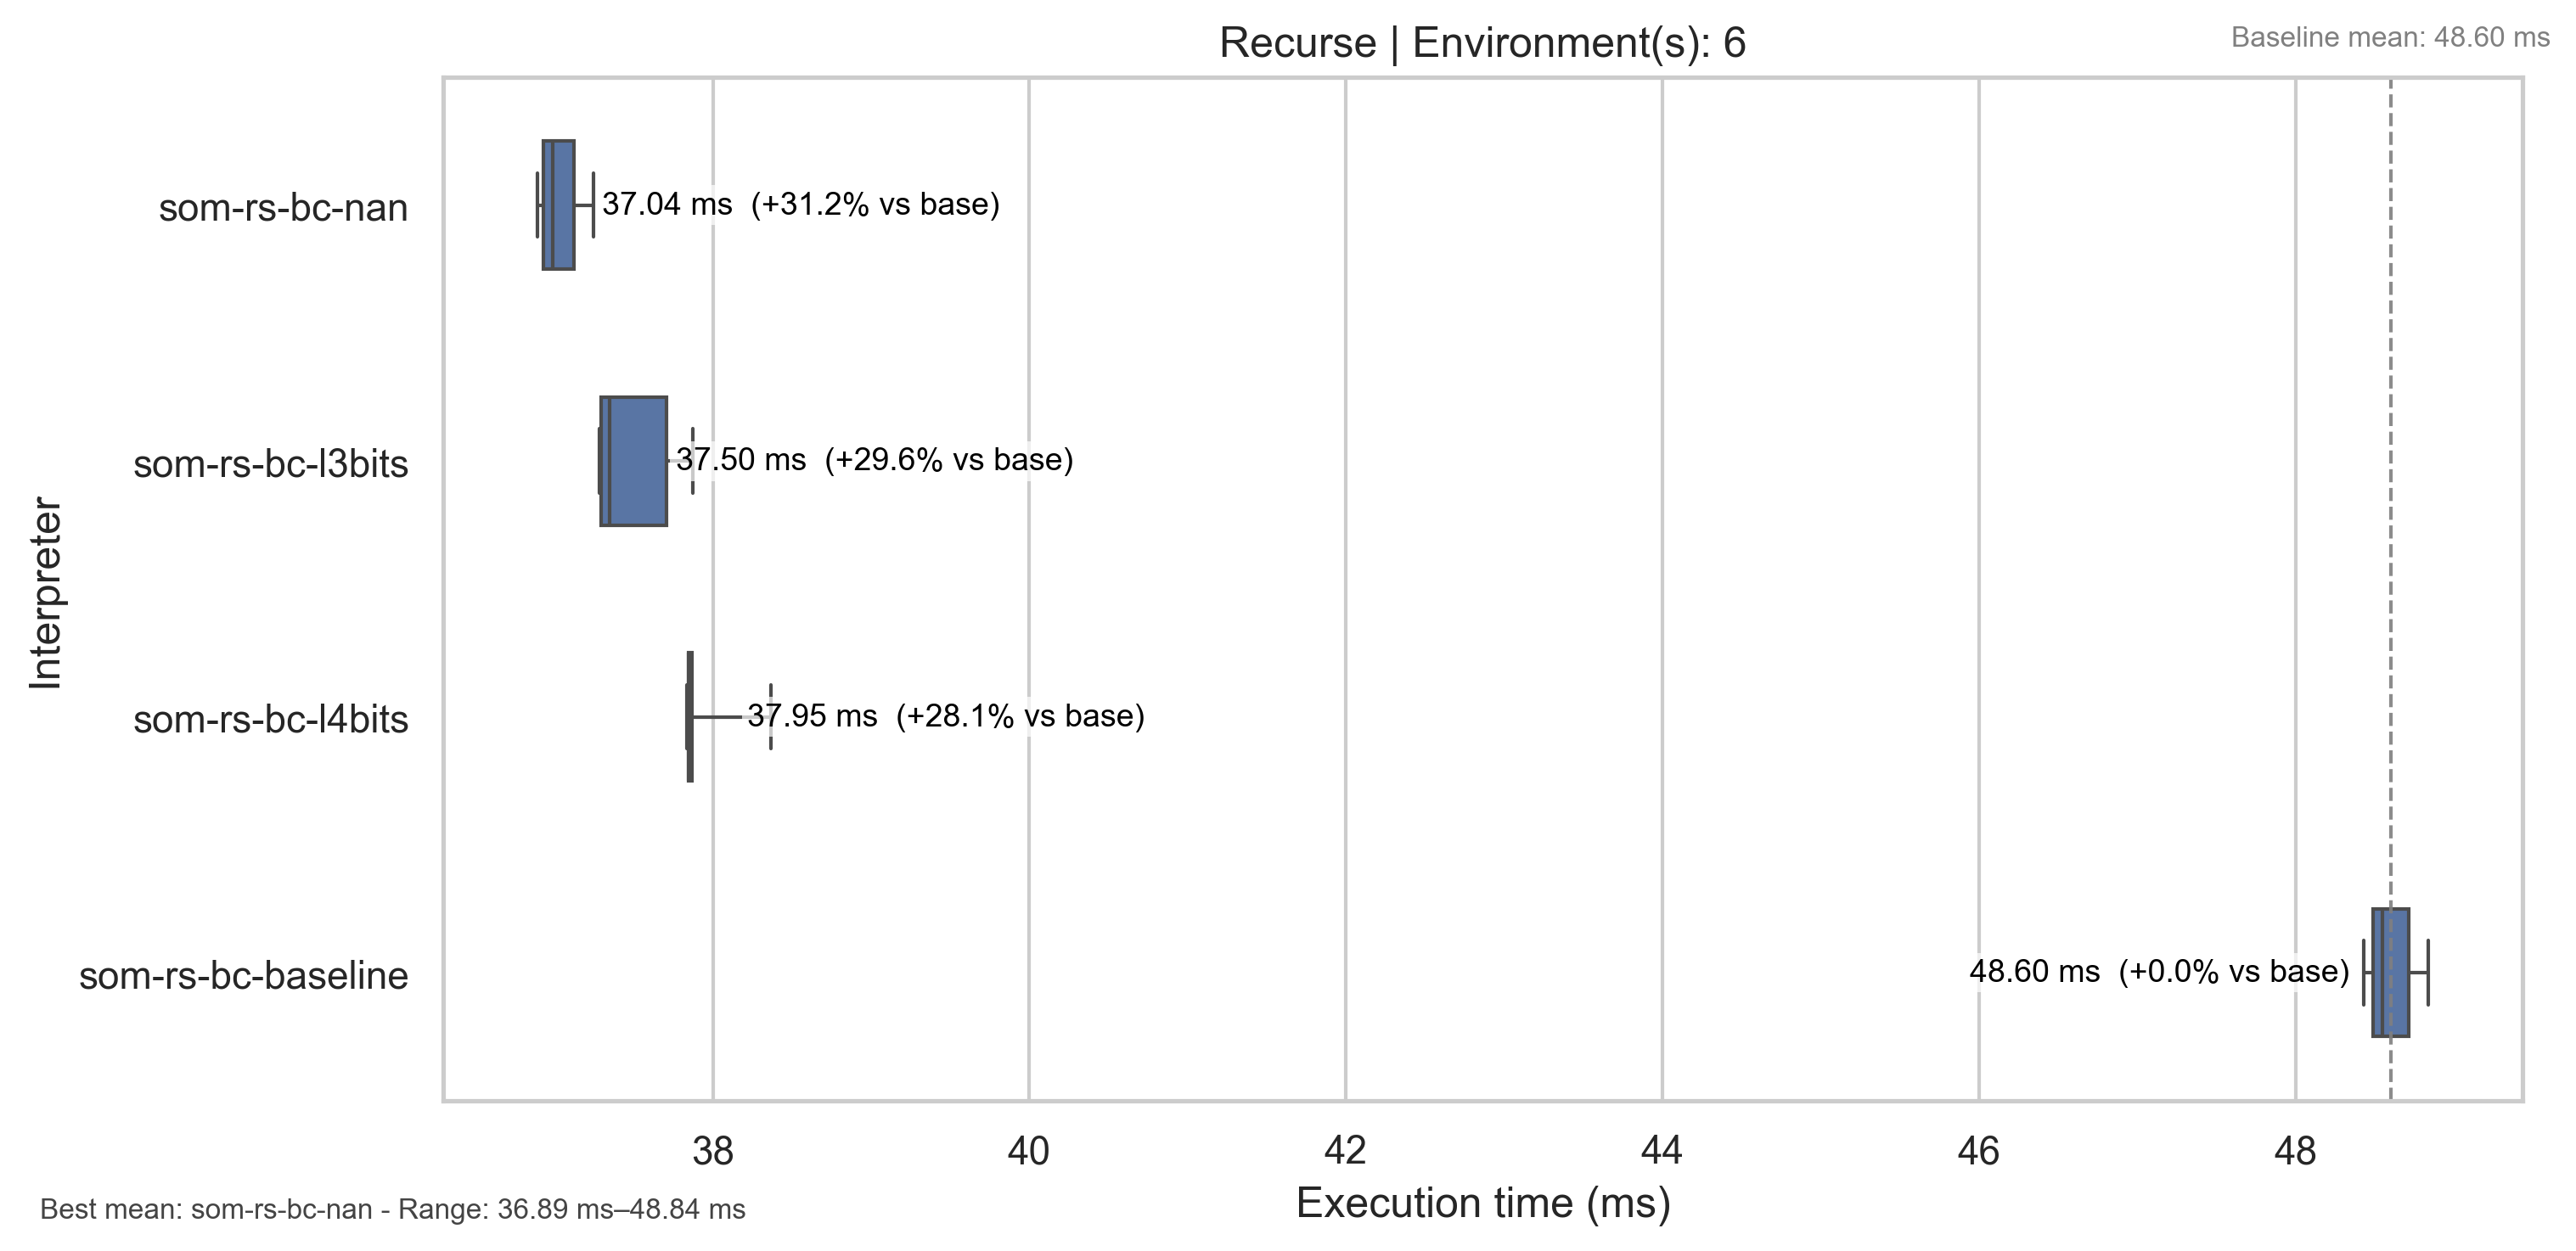 Recurse | Environment(s): 6
Baseline mean: 48.60 ms
Interpreter
som-rs-bc-nan
37.04 ms (+31.2% vs base)
som-rs-bc-l3bits
37.50 ms (+29.6% vs base)
som-rs-bc-l4bits
37.95 ms (+28.1% vs base)
som-rs-bc-baseline
48.60 ms (+0.0% vs base)
38 40 42 44 46 48
Execution time (ms)
Best mean: som-rs-bc-nan - Range: 36.89 ms–48.84 ms